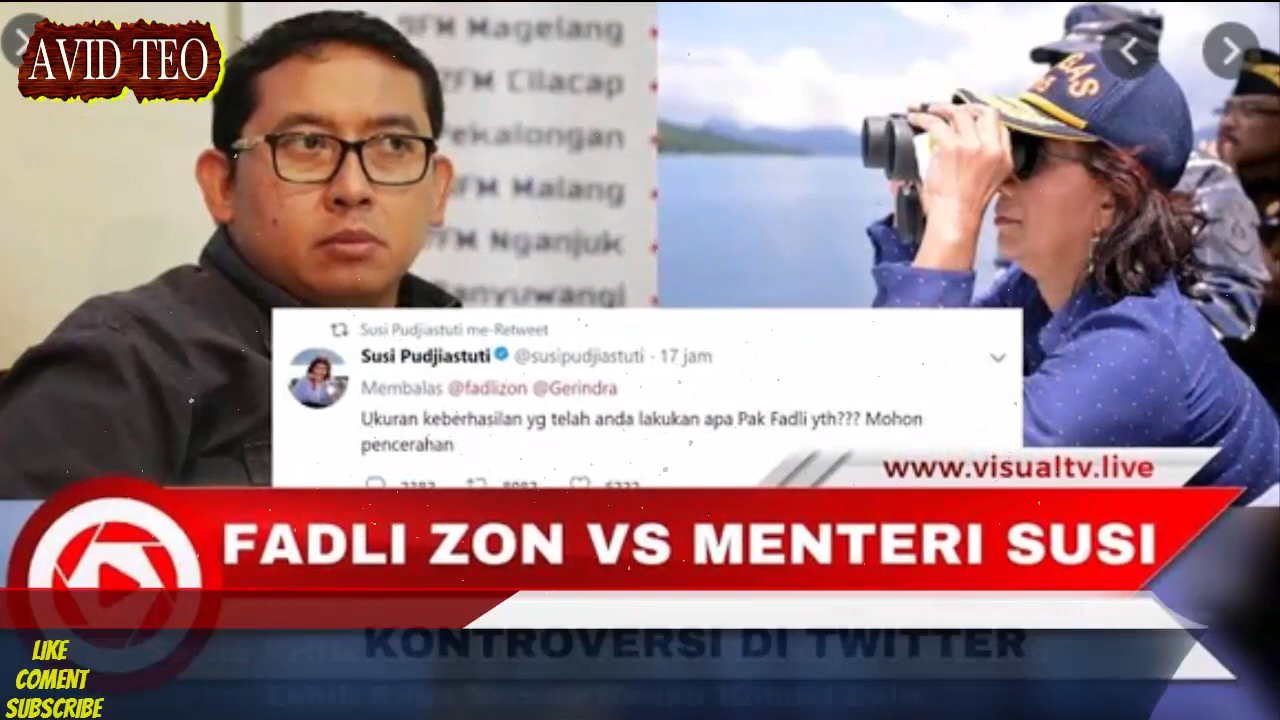 AVID TEO
FM Magelang
FM Cilacap
Pekalongan
FM Malang
FM Nganjuk
Banyuwangi
Susi Pudjiastuti me-Retweet
Susi Pudjiastuti @susipudjiastuti · 17 jam
Membalas @fadlizon @Gerindra
Ukuran keberhasilan yg telah anda lakukan apa Pak Fadli yth??? Mohon
pencerahan
www.visualtv.live
FADLI ZON VS MENTERI SUSI
KONTROVERSI DI TWITTER
LIKE
COMENT
SUBSCRIBE